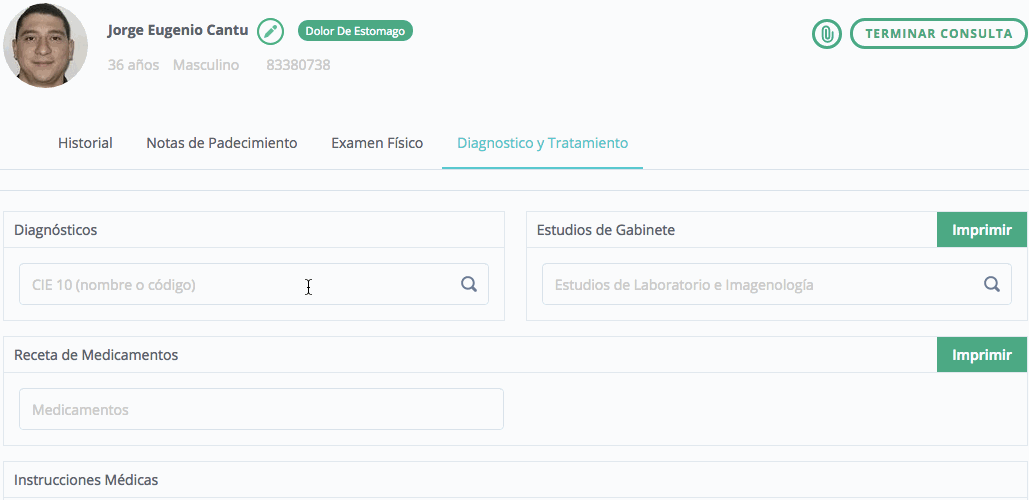 Jorge Eugenio Cantu
Dolor De Estomago
TERMINAR CONSULTA
36 años Masculino 83380738
Historial Notas de Padecimiento Examen Físico Diagnostico y Tratamiento
Diagnósticos
CIE 10 (nombre o código)
Estudios de Gabinete
Imprimir
Estudios de Laboratorio e Imagenología
Receta de Medicamentos
Imprimir
Medicamentos
Instrucciones Médicas